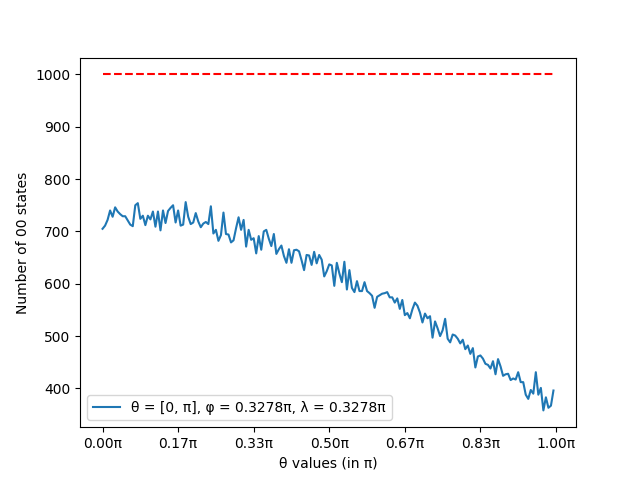 1000
900
800
700
600
500
400
Number of 00 states
θ = [0, π], φ = 0.3278π, λ = 0.3278π
0.00π 0.17π 0.33π 0.50π 0.67π 0.83π 1.00π
θ values (in π)